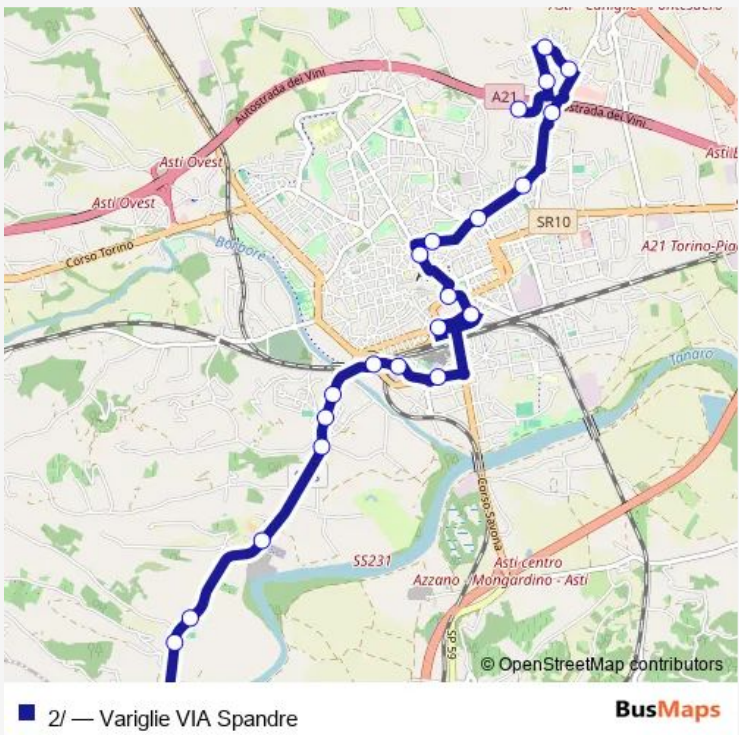 Asti - Variglie - Portacomaro
A21
Autostrada dei Vini
Autostrada dei Vini
Asti Ovest
Asti E
Asti Ovest
SR10
Corso Torino
Borbore
A21 Torino-Pia
Tanaro
Corso Savona
SS231
Asti centro
Azzano - Mongardino - Asti
SP 59
© OpenStreetMap contributors
2/ — Variglie VIA Spandre
BusMaps